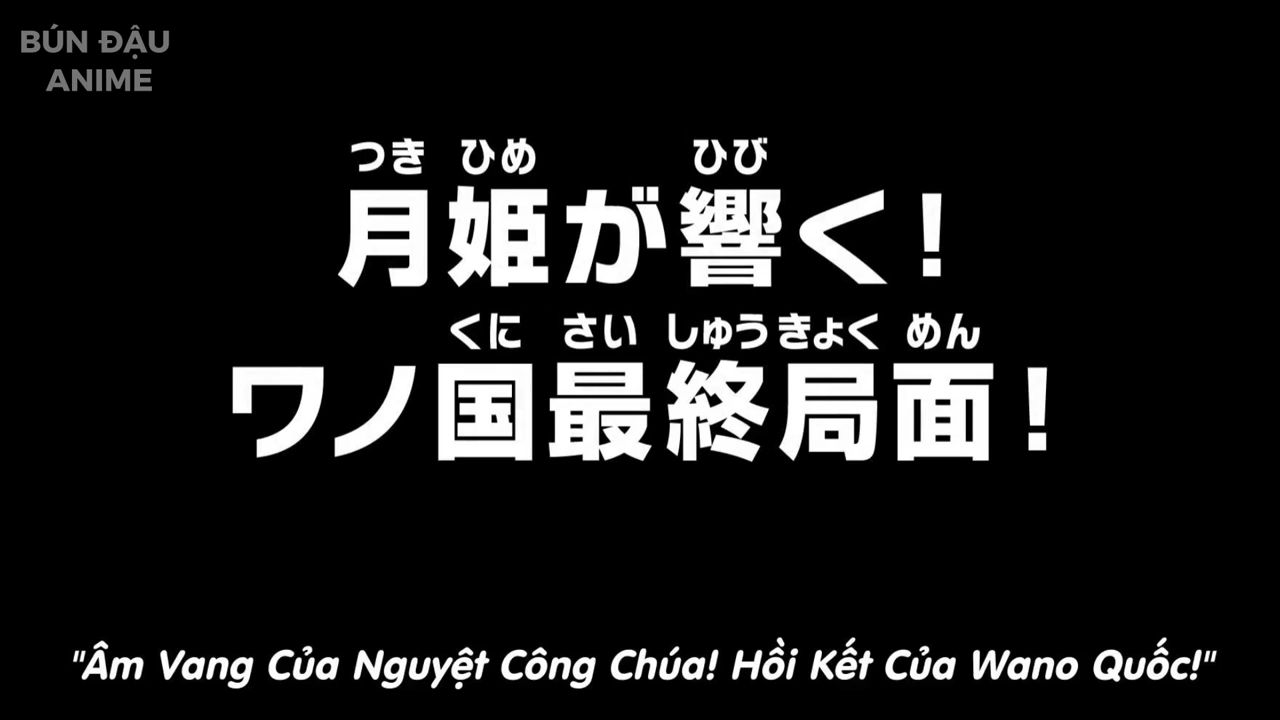 BÚN ĐẬU
ANIME
つき ひめ ひび
月姫が響く!
くに さい しゅう きょく めん
ワノ国最終局面!
"Âm Vang Của Nguyệt Công Chúa! Hồi Kết Của Wano Quốc!"